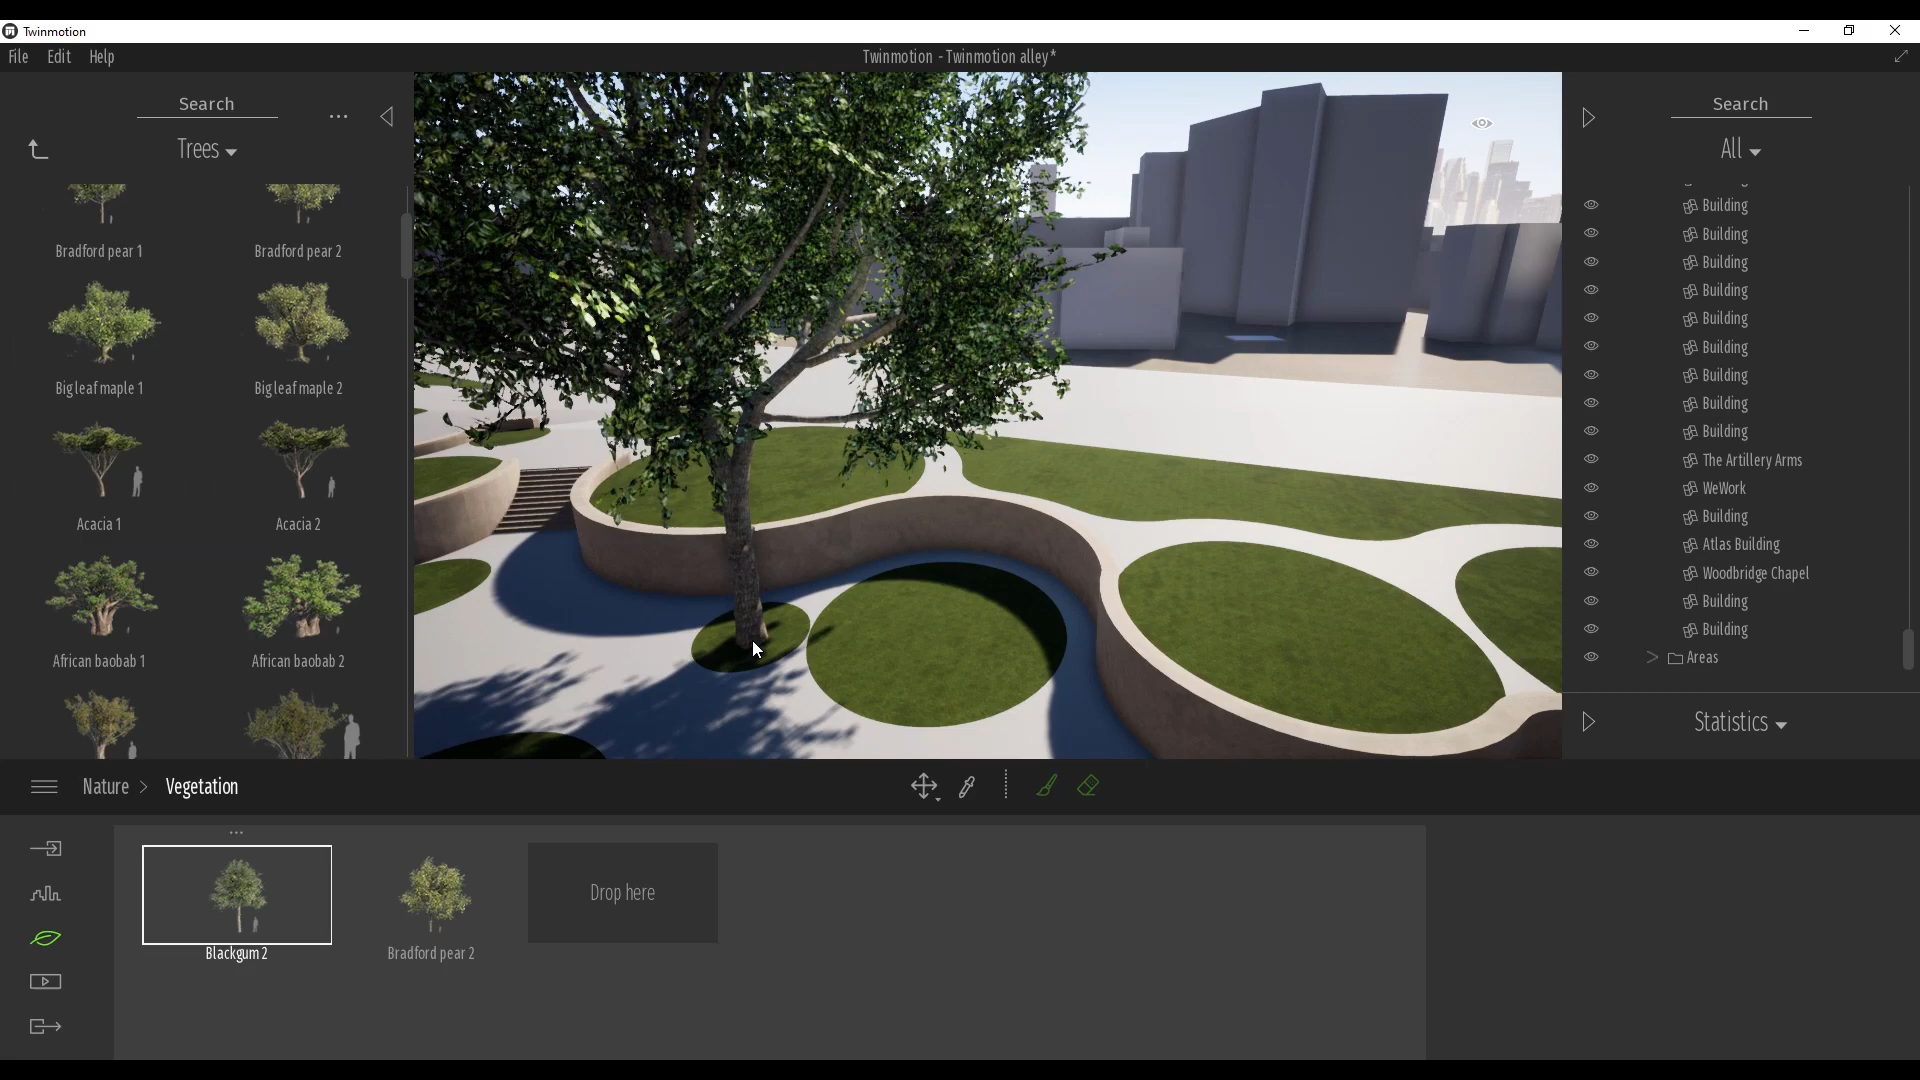 Twinmotion
File Edit Help
Twinmotion - Twinmotion alley*
Search
...
Trees
Bradford pear 1
Bradford pear 2
Big leaf maple 1
Big leaf maple 2
Acacia 1
Acacia 2
African baobab 1
African baobab 2
Search
All
Building
Building
Building
Building
Building
Building
Building
Building
Building
The Artillery Arms
WeWork
Building
Atlas Building
Woodbridge Chapel
Building
Building
> Areas
Statistics
Nature > Vegetation
...
Blackgum 2
Bradford pear 2
Drop here